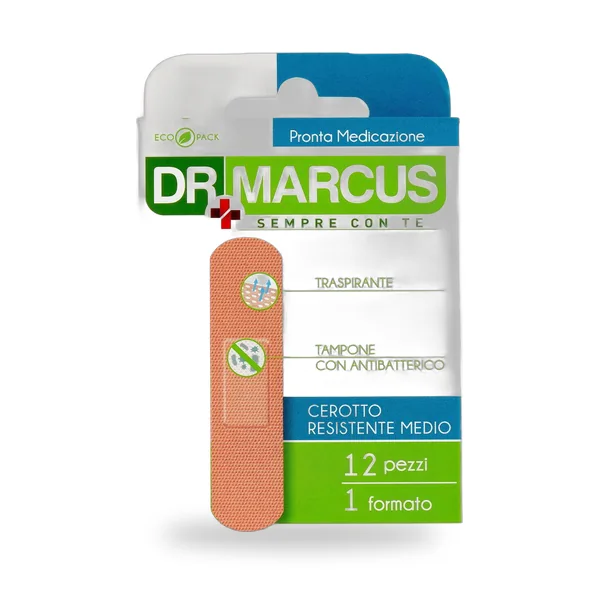 ECO PACK
Pronta Medicazione
DR MARCUS
SEMPRE CON TE
TRASPIRANTE
TAMPONE
CON ANTIBATTERICO
CEROTTO
RESISTENTE MEDIO
12 pezzi
1 formato